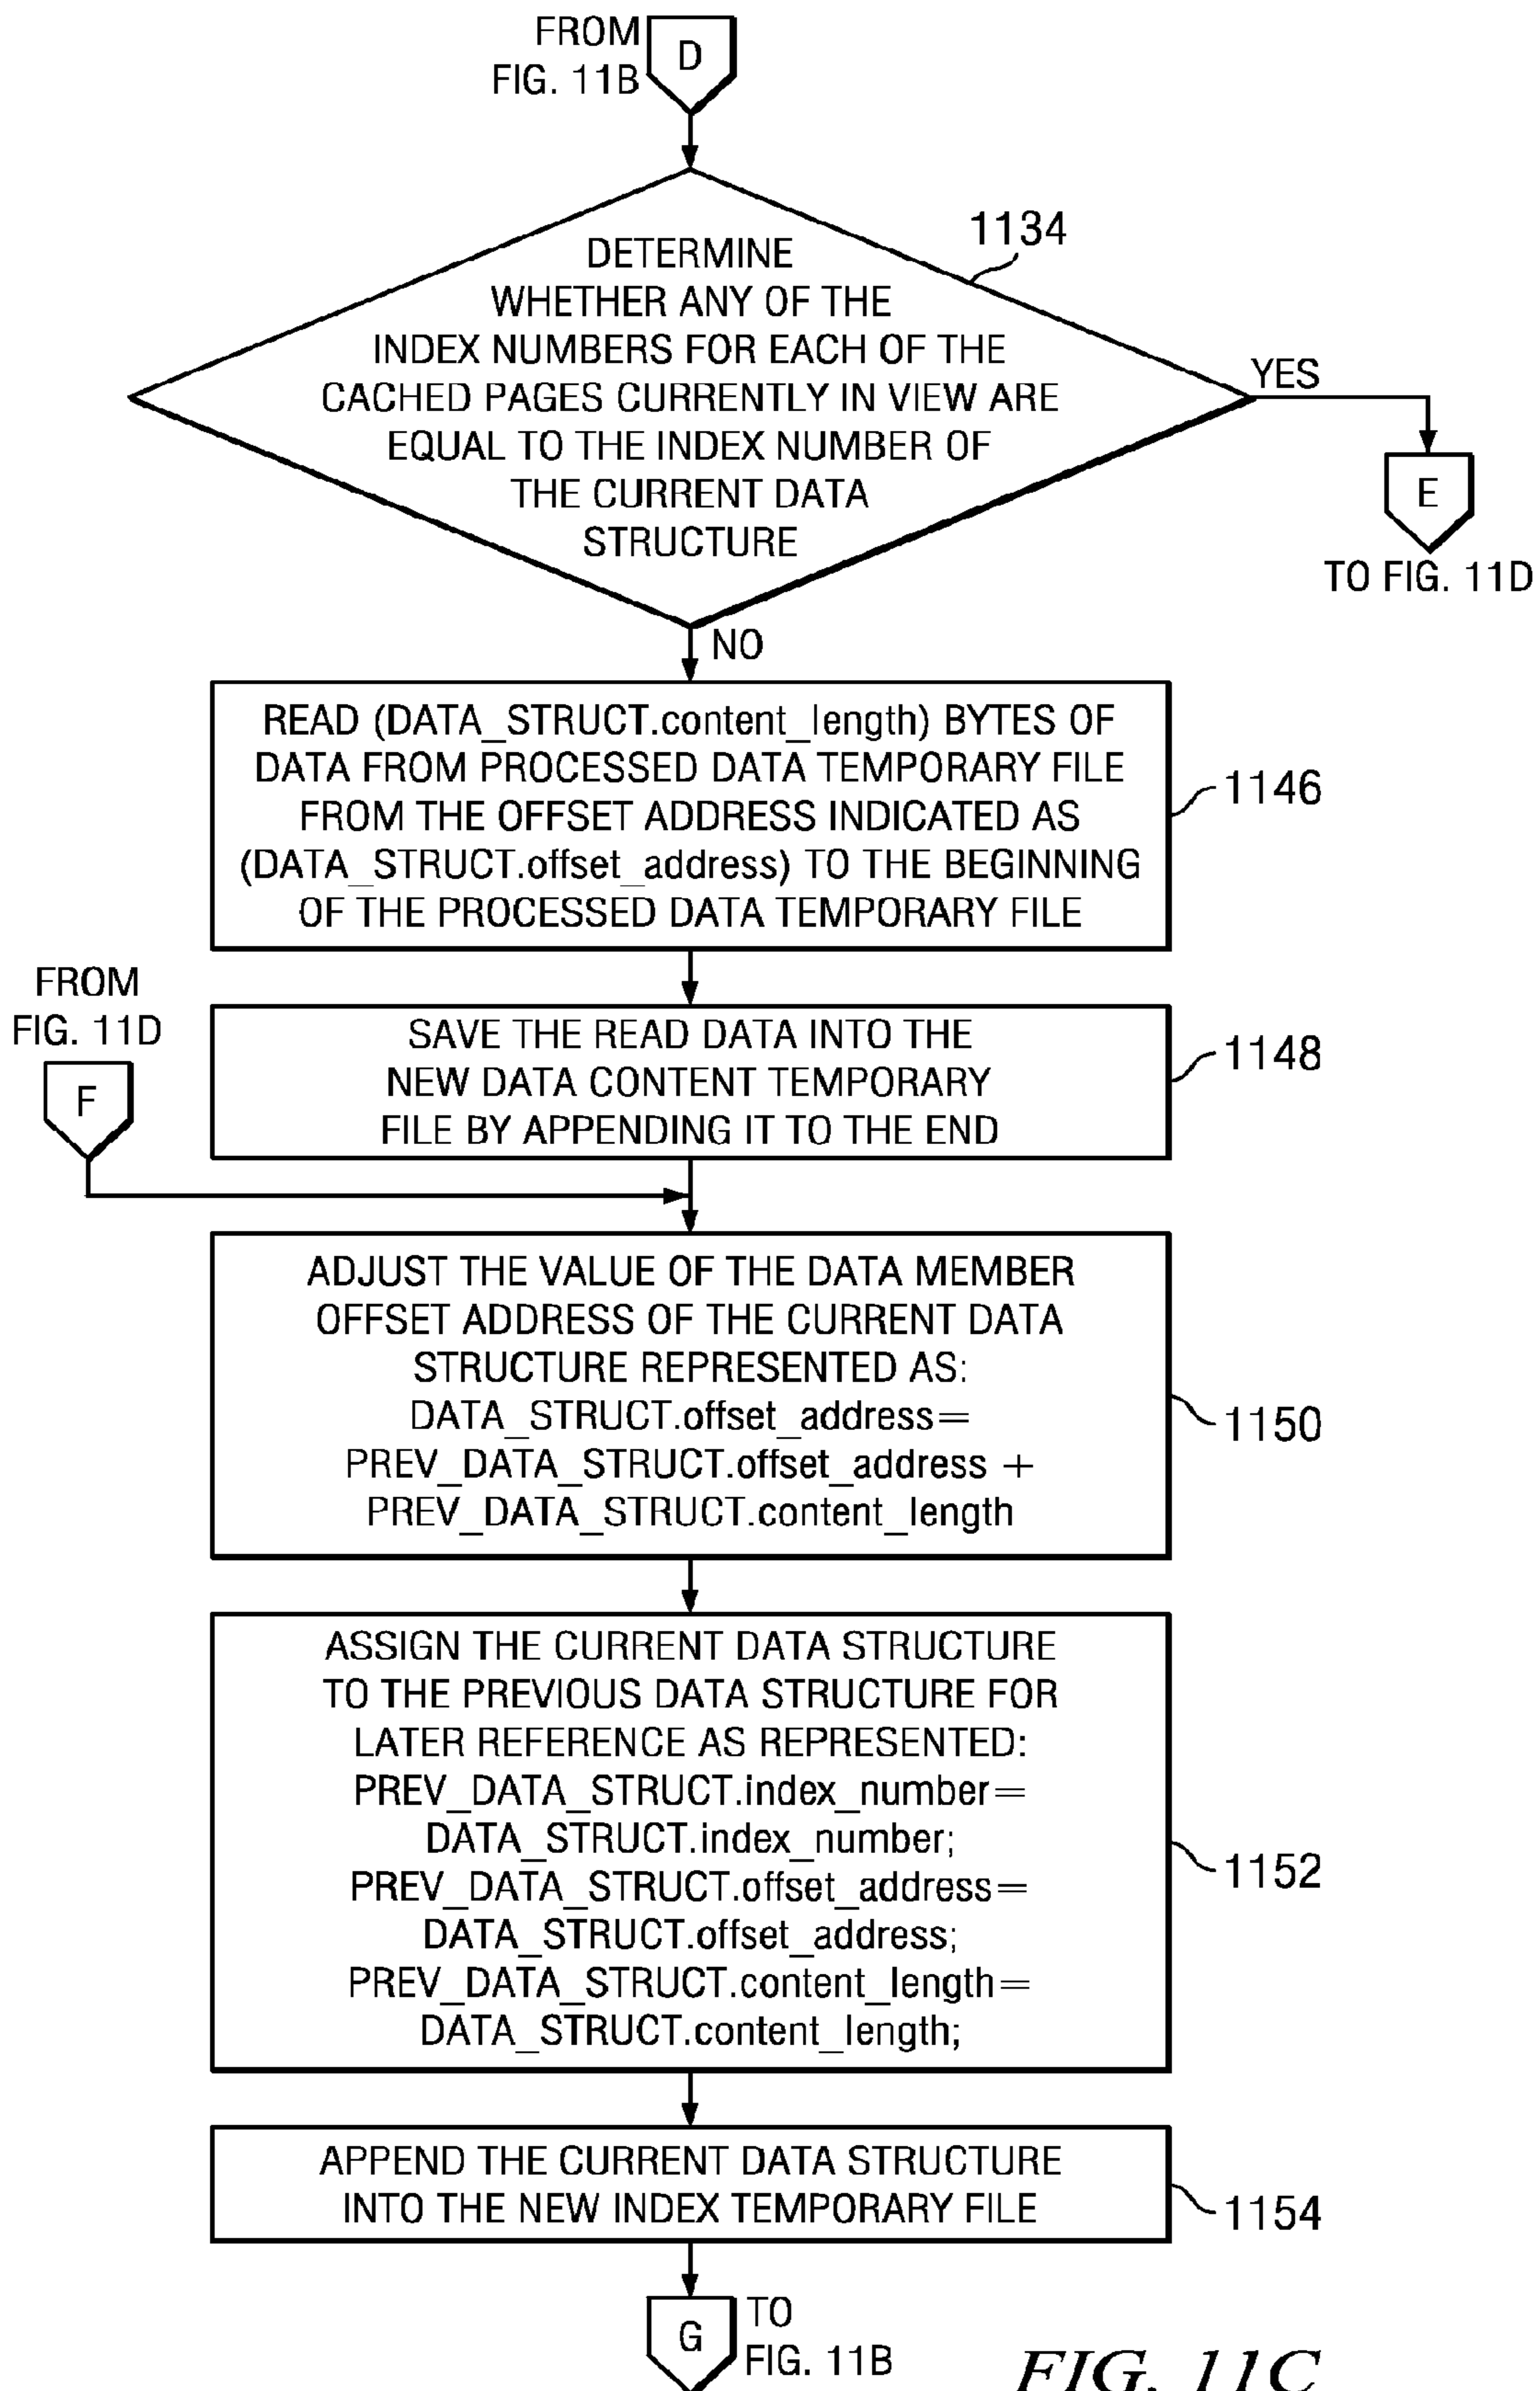 FROM
FIG. 11B
D
1134
DETERMINE
WHETHER ANY OF THE
INDEX NUMBERS FOR EACH OF THE
CACHED PAGES CURRENTLY IN VIEW ARE
EQUAL TO THE INDEX NUMBER OF
THE CURRENT DATA
STRUCTURE
YES
E
TO FIG. 11D
NO
READ (DATA_STRUCT.content_length) BYTES OF
DATA FROM PROCESSED DATA TEMPORARY FILE
FROM THE OFFSET ADDRESS INDICATED AS
(DATA_STRUCT.offset_address) TO THE BEGINNING
OF THE PROCESSED DATA TEMPORARY FILE
1146
FROM
FIG. 11D
F
SAVE THE READ DATA INTO THE
NEW DATA CONTENT TEMPORARY
FILE BY APPENDING IT TO THE END
1148
ADJUST THE VALUE OF THE DATA MEMBER
OFFSET ADDRESS OF THE CURRENT DATA
STRUCTURE REPRESENTED AS:
DATA_STRUCT.offset_address=
PREV_DATA_STRUCT.offset_address +
PREV_DATA_STRUCT.content_length
1150
ASSIGN THE CURRENT DATA STRUCTURE
TO THE PREVIOUS DATA STRUCTURE FOR
LATER REFERENCE AS REPRESENTED:
PREV_DATA_STRUCT.index_number=
DATA_STRUCT.index_number;
PREV_DATA_STRUCT.offset_address=
DATA_STRUCT.offset_address;
PREV_DATA_STRUCT.content_length=
DATA_STRUCT.content_length;
1152
APPEND THE CURRENT DATA STRUCTURE
INTO THE NEW INDEX TEMPORARY FILE
1154
G
TO
FIG. 11B
FIG. 11C